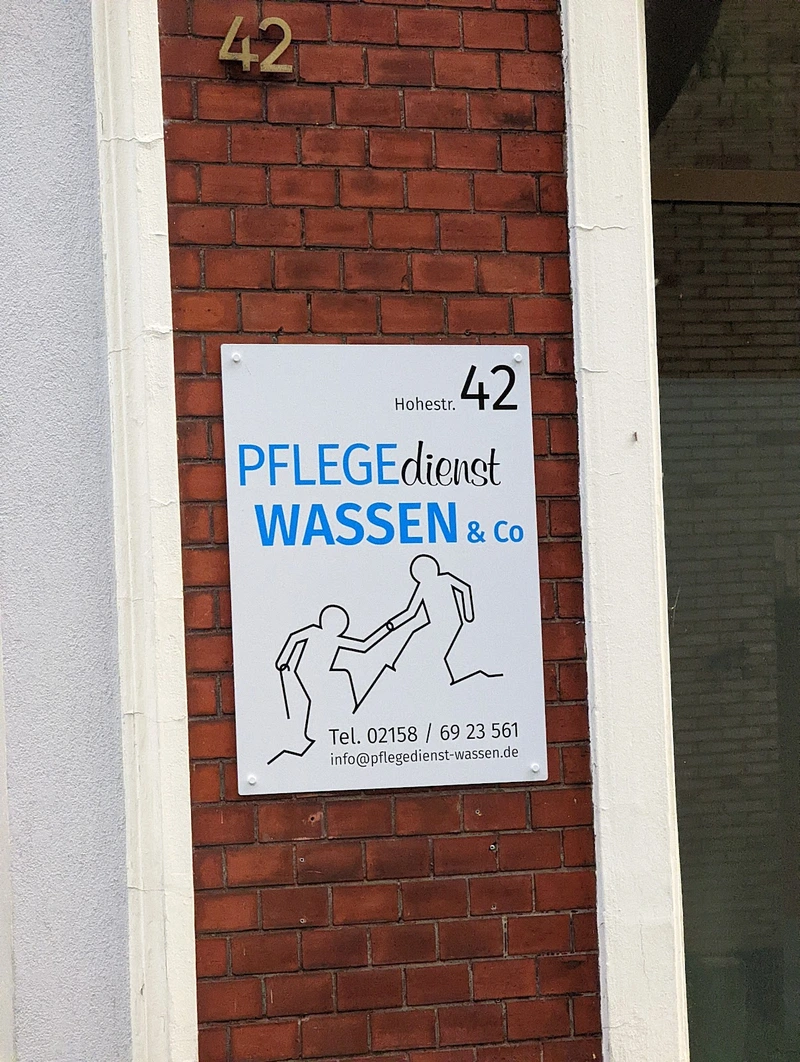 42
Hohestr. 42
PFLEGEdienst
WASSEN & Co
Tel. 02158 / 69 23 561
info@pflegedienst-wassen.de